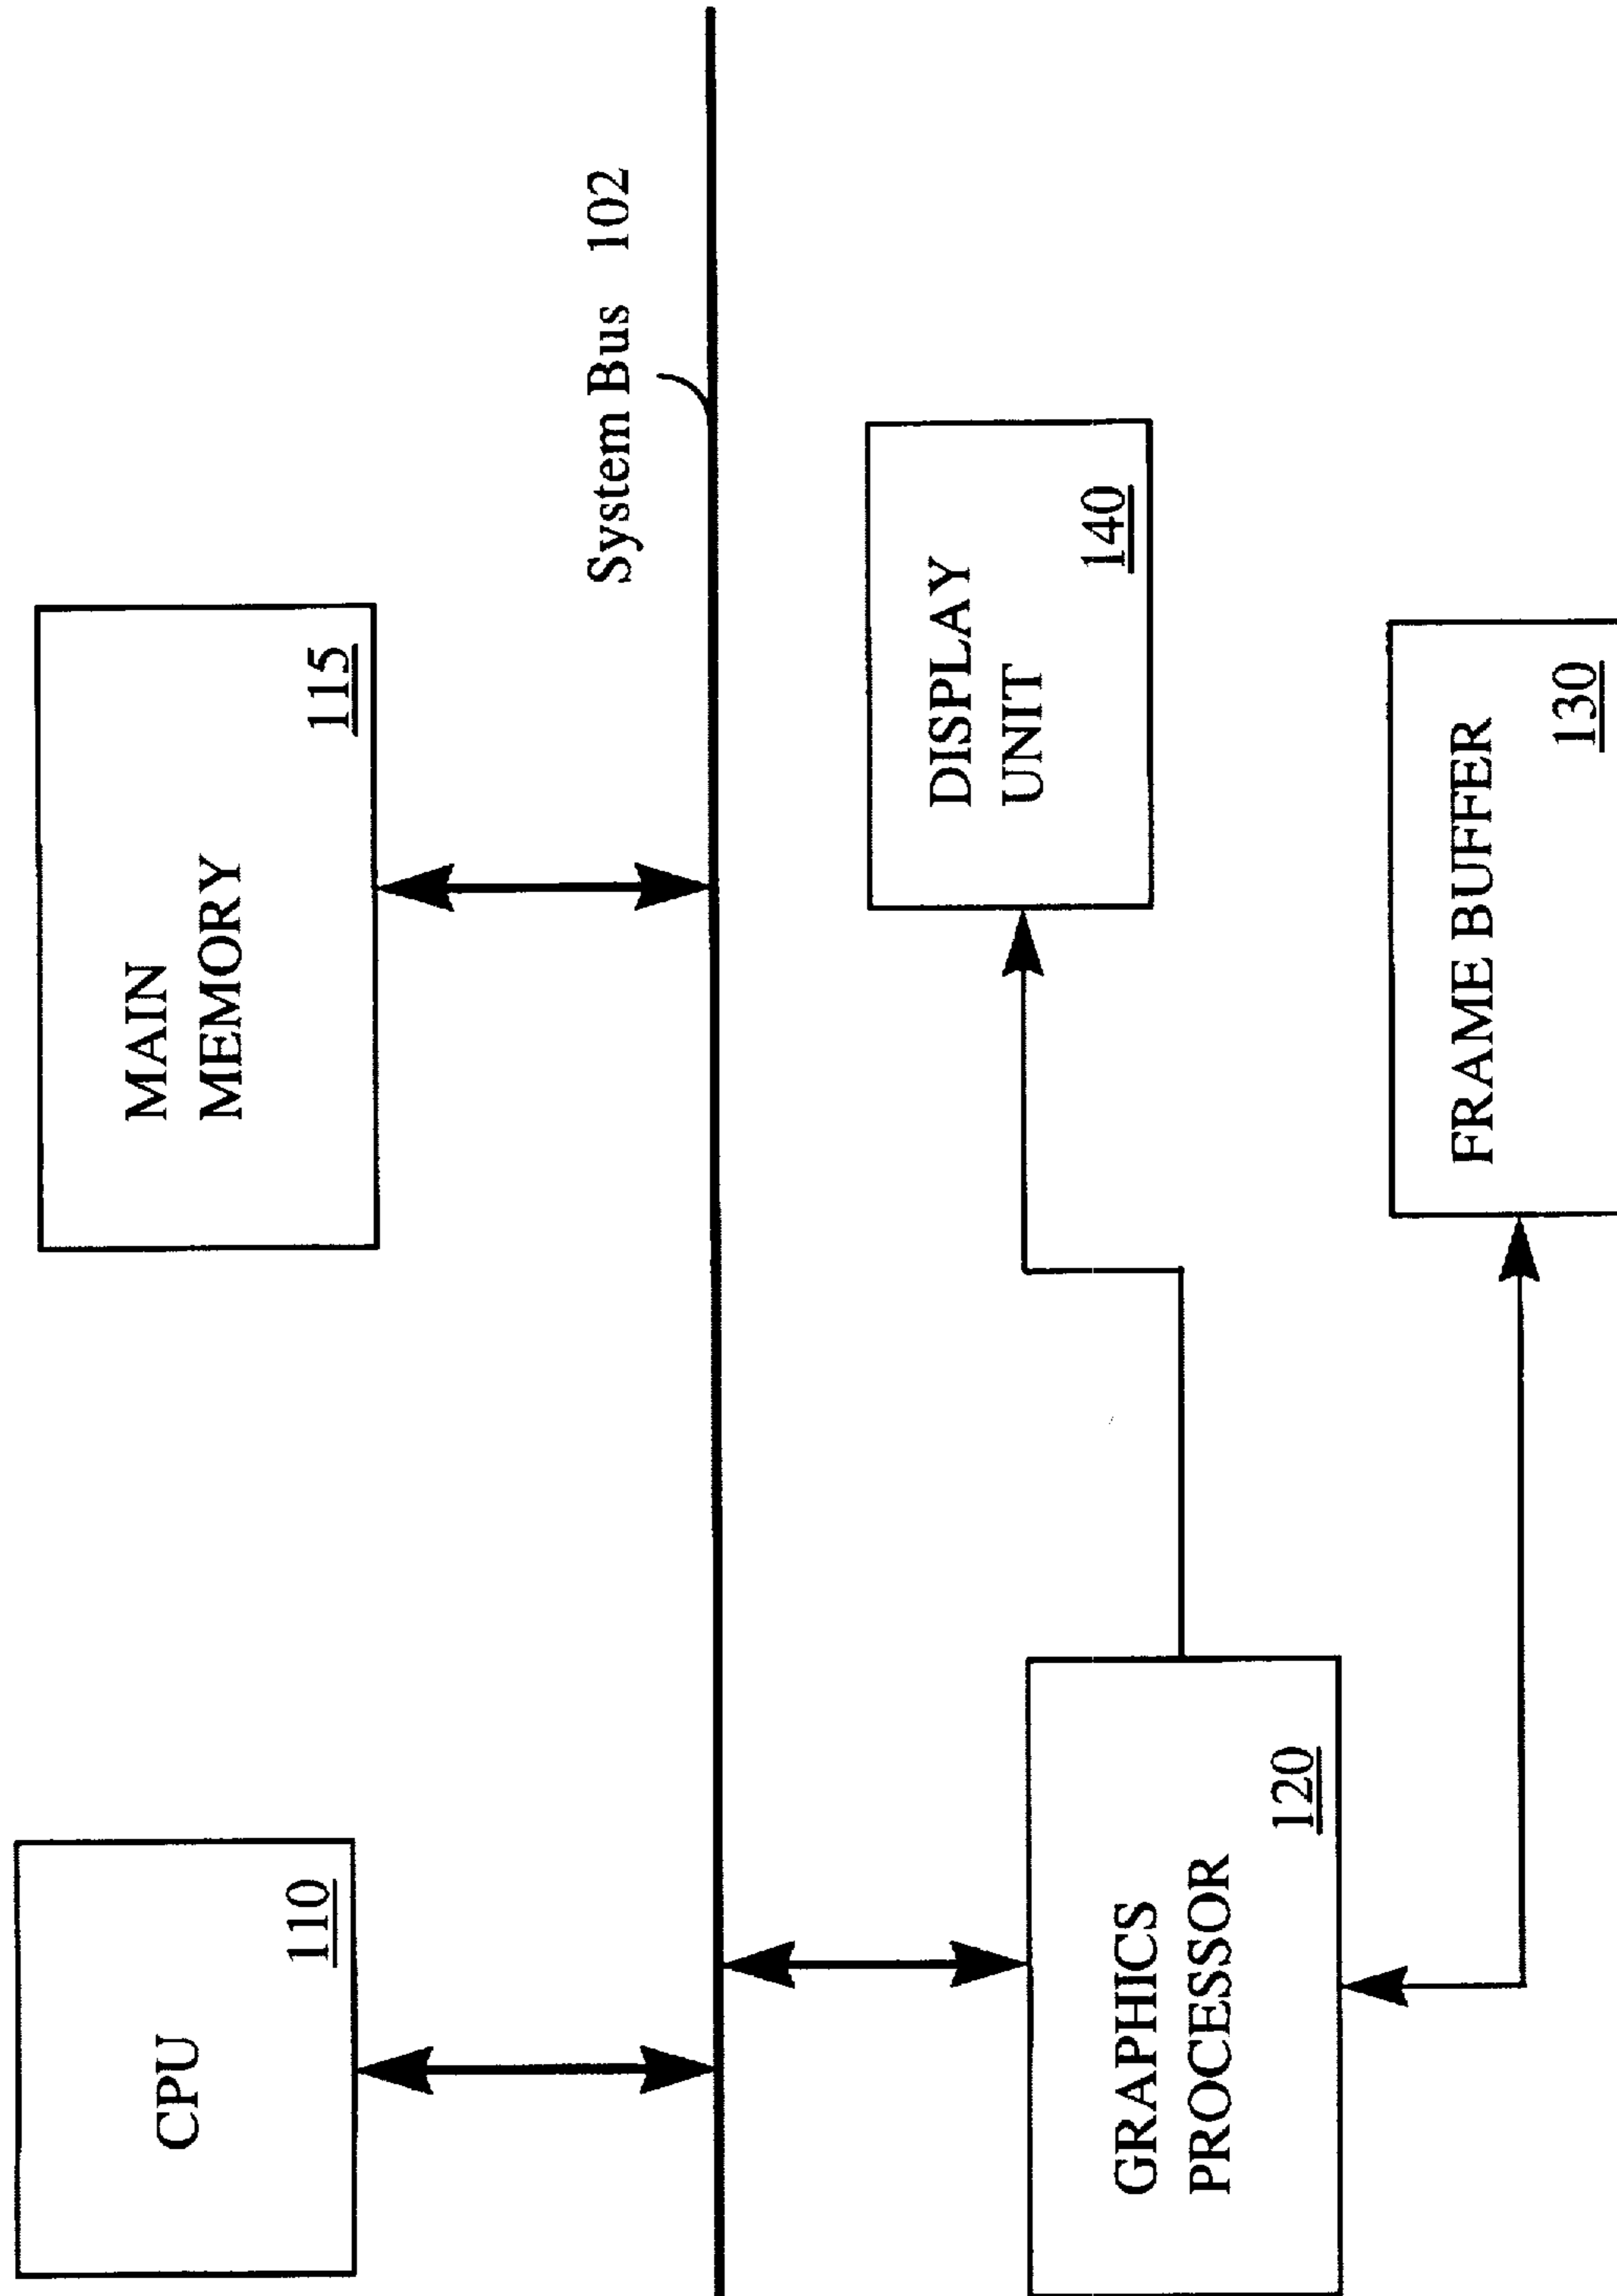 CPU
110
MAIN
MEMORY
115
System Bus 102
GRAPHICS
PROCESSOR
120
DISPLAY
UNIT
140
FRAME BUFFER
130